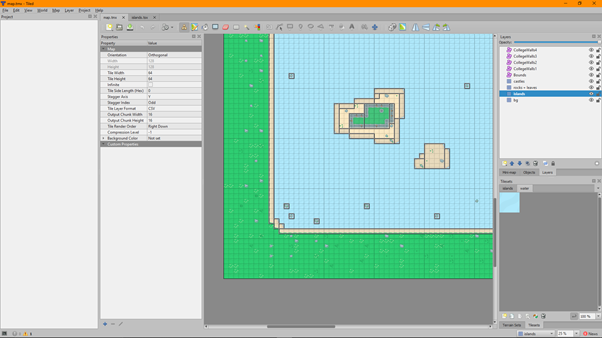 map.tmx - Tiled
File Edit View World Map Layer Project Help
Project
map.tmx
islands.tsx
Properties
Property Value
Map
Orientation Orthogonal
Width
Height
Tile Width 64
Tile Height 64
Infinite
Tile Side Length (Hex) 0
Stagger Axis Y
Stagger Index Odd
Tile Layer Format CSV
Output Chunk Width 16
Output Chunk Height 16
Tile Render Order Right Down
Compression Level -1
Background Color Not set
Custom Properties
Layers
Opacity:
CollegeWalls4
CollegeWalls3
CollegeWalls2
CollegeWalls1
Bounds
castles
rocks + leaves
islands
bg
Mini-map Objects Layers
Tilesets
islands water
100 %
Terrain Sets Tilesets
islands 25 % News